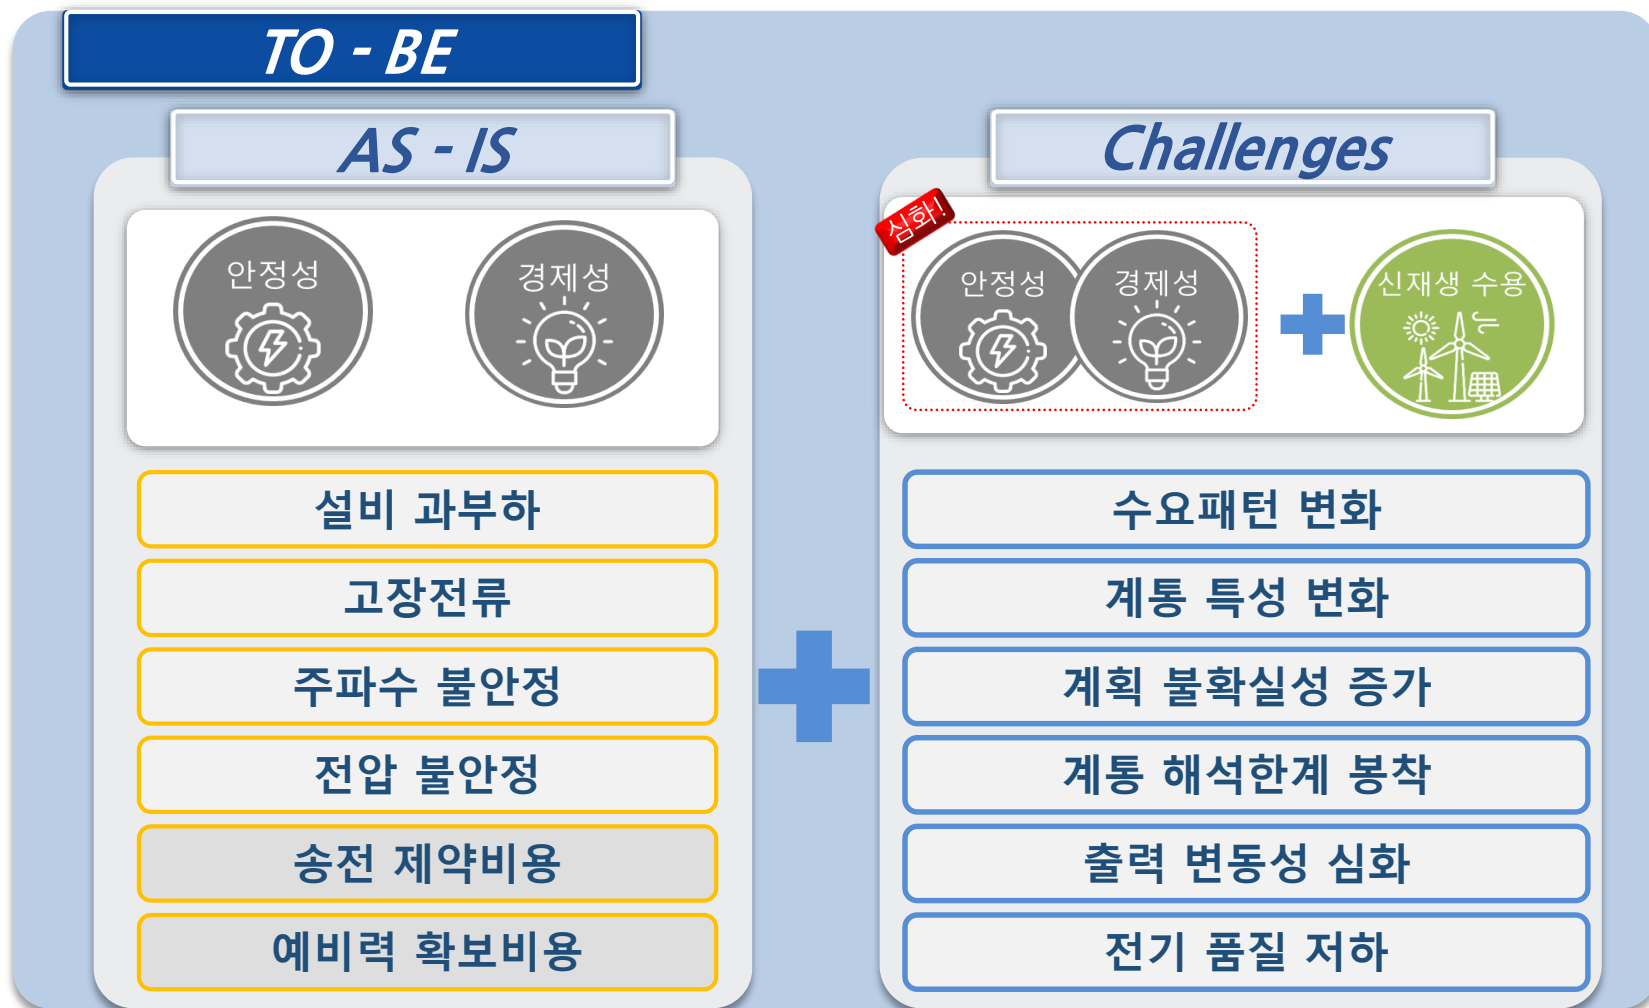 TO - BE
AS - IS
안정성
경제성
설비 과부하
고장전류
주파수 불안정
전압 불안정
송전 제약비용
예비력 확보비용
Challenges
심화!
안정성
경제성
신재생 수용
수요패턴 변화
계통 특성 변화
계획 불확실성 증가
계통 해석한계 봉착
출력 변동성 심화
전기 품질 저하